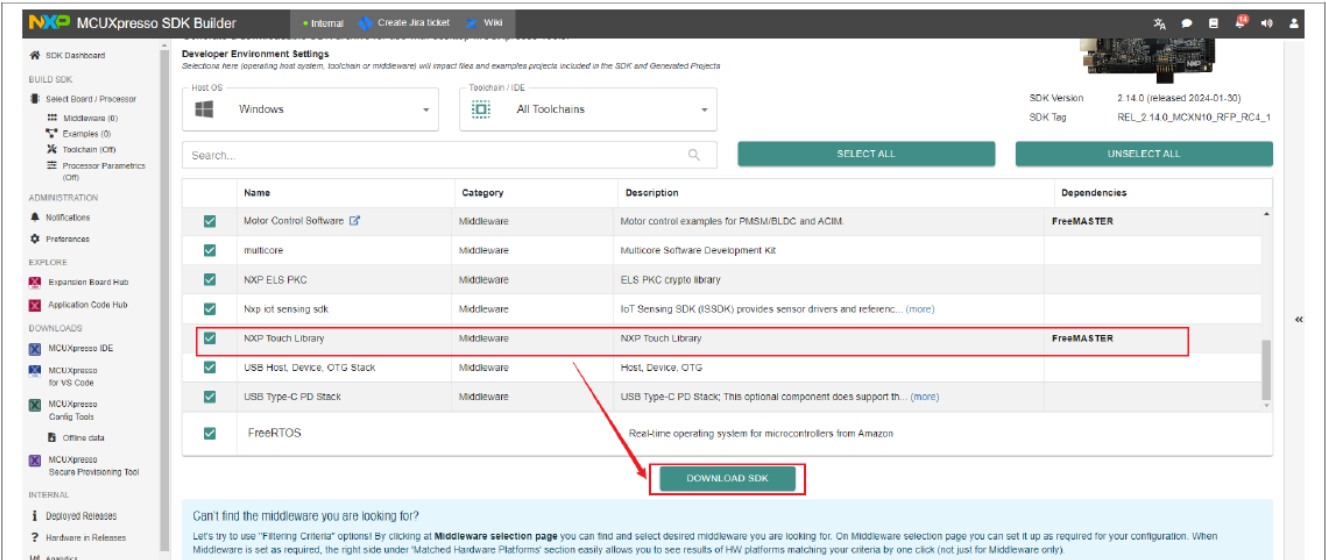 NXP MCUXpresso SDK Builder
Internal
Create Jira ticket
Wiki
14
SDK Dashboard
BUILD SDK
Select Board / Processor
Middleware (0)
Examples (0)
Toolchain (Off)
Processor Parametrics
(Off)
ADMINISTRATION
Notifications
Preferences
EXPLORE
Expansion Board Hub
Application Code Hub
DOWNLOADS
MCUXpresso IDE
MCUXpresso
for VS Code
MCUXpresso
Config Tools
Offline data
MCUXpresso
Secure Provisioning Tool
INTERNAL
Deployed Releases
Hardware in Releases
Analytics
Developer Environment Settings
Selections here (operating host system, toolchain or middleware) will impact files and examples projects included in the SDK and Generated Projects
Host OS
Windows
Toolchain / IDE
All Toolchains
SDK Version 2.14.0 (released 2024-01-30)
SDK Tag REL_2.14.0_MCXN10_RFP_RC4_1
Search...
SELECT ALL
UNSELECT ALL
Name Category Description Dependencies
Motor Control Software Middleware Motor control examples for PMSM/BLDC and ACIM. FreeMASTER
multicore Middleware Multicore Software Development Kit
NXP ELS PKC Middleware ELS PKC crypto library
Nxp iot sensing sdk Middleware IoT Sensing SDK (ISSDK) provides sensor drivers and referenc... (more)
NXP Touch Library Middleware NXP Touch Library FreeMASTER
USB Host, Device, OTG Stack Middleware Host, Device, OTG
USB Type-C PD Stack Middleware USB Type-C PD Stack; This optional component does support th... (more)
FreeRTOS Real-time operating system for microcontrollers from Amazon
DOWNLOAD SDK
Can't find the middleware you are looking for?
Let's try to use "Filtering Criteria" options! By clicking at Middleware selection page you can find and select desired middleware you are looking for. On Middleware selection page you can set it up as required for your configuration. When
Middleware is set as required, the right side under 'Matched Hardware Platforms' section easily allows you to see results of HW platforms matching your criteria by one click (not just for Middleware only).